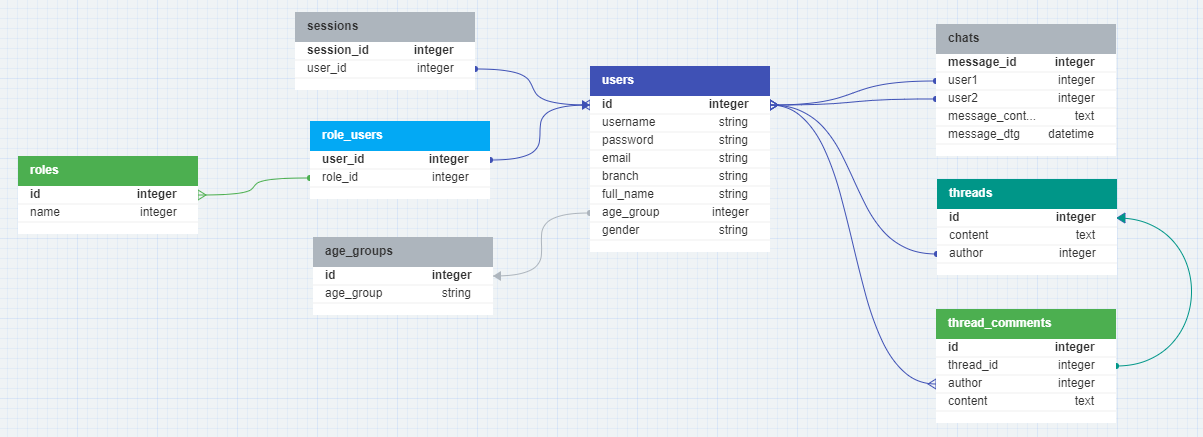 sessions
session_id integer
user_id integer
role_users
user_id integer
role_id integer
roles
id integer
name integer
age_groups
id integer
age_group string
users
id integer
username string
password string
email string
branch string
full_name string
age_group integer
gender string
chats
message_id integer
user1 integer
user2 integer
message_cont... text
message_dtg datetime
threads
id integer
content text
author integer
thread_comments
id integer
thread_id integer
author integer
content text